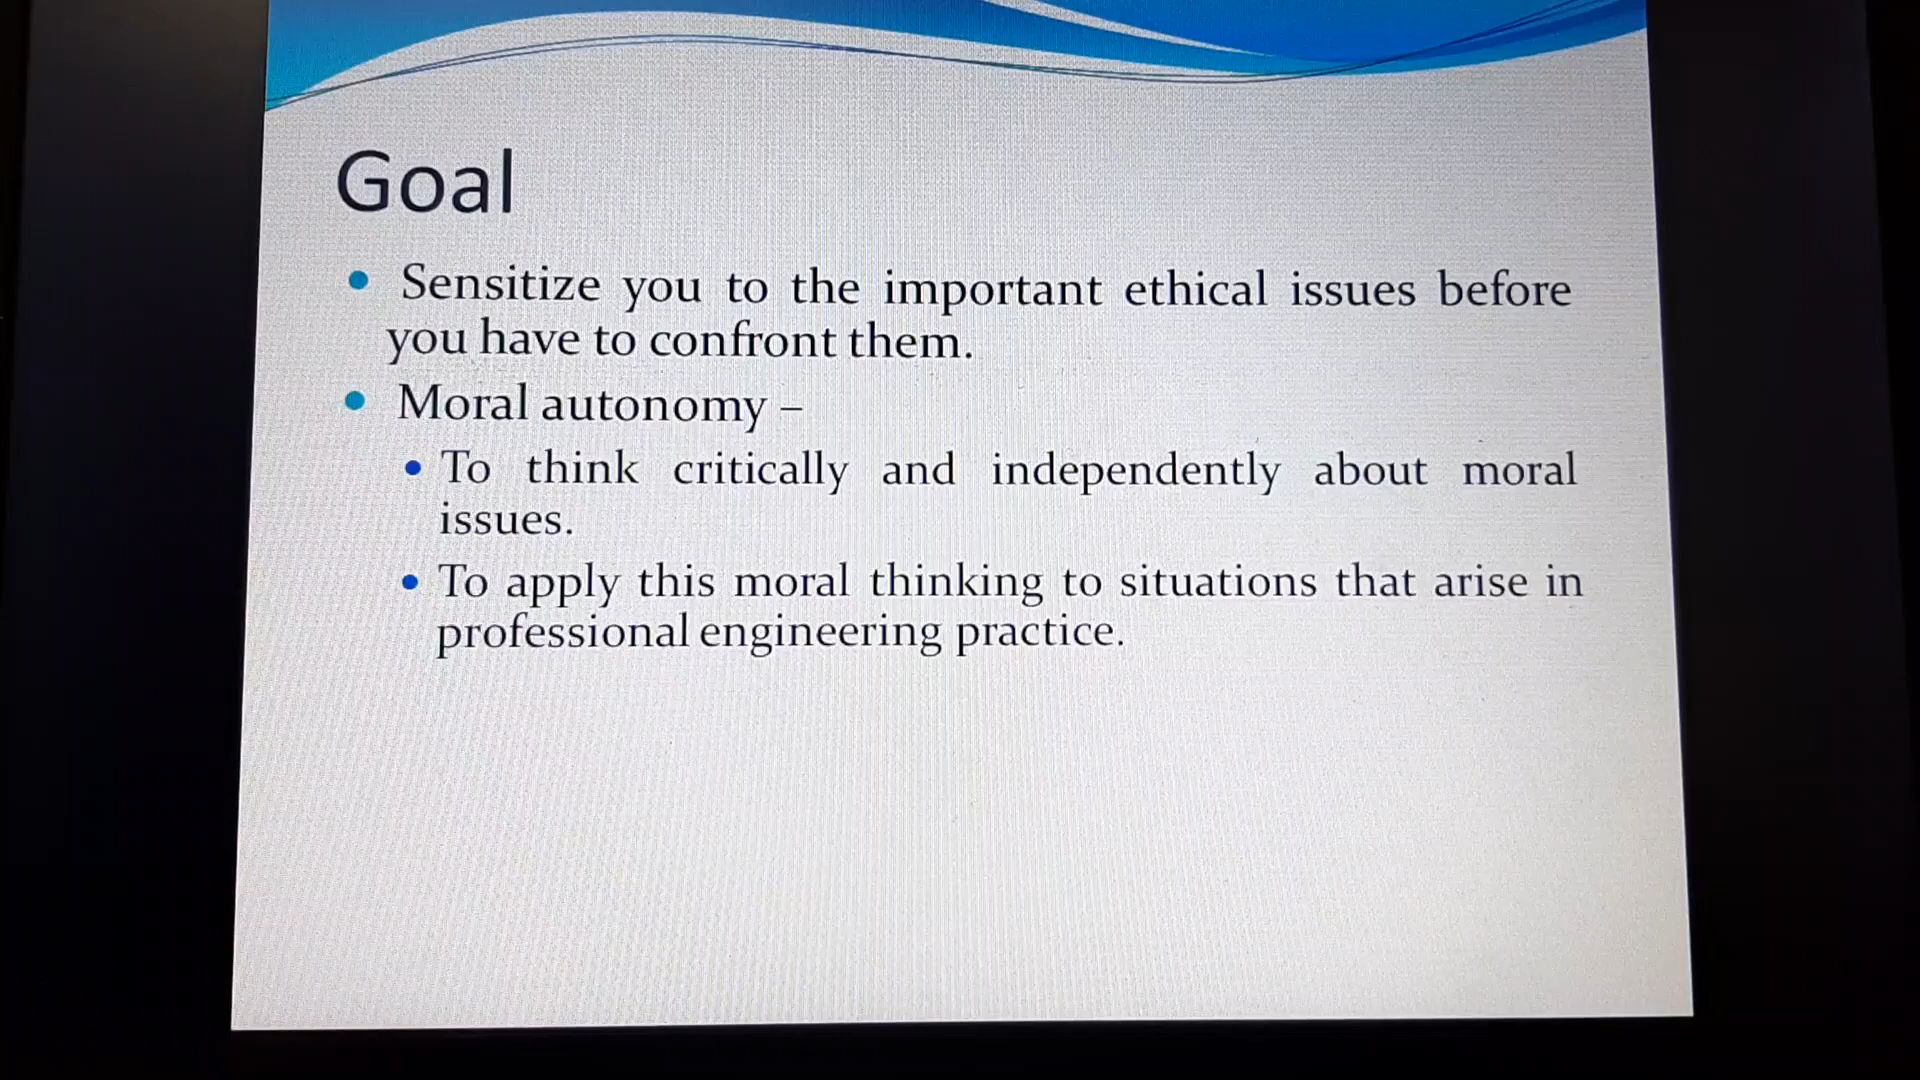 Goal
• Sensitize you to the important ethical issues before
you have to confront them.
• Moral autonomy –
• To think critically and independently about moral
issues.
• To apply this moral thinking to situations that arise in
professional engineering practice.